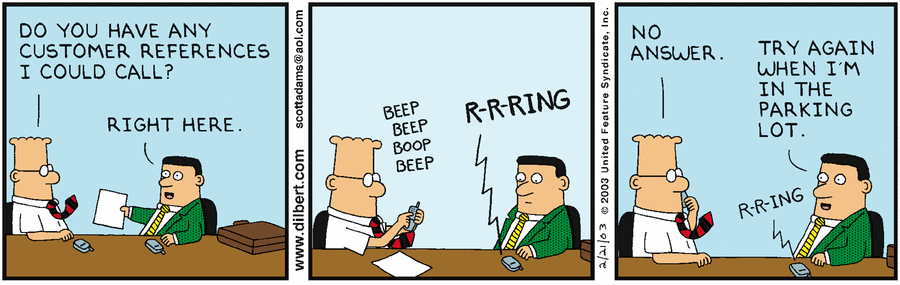 DO YOU HAVE ANY
CUSTOMER REFERENCES
I COULD CALL?
RIGHT HERE.
www.dilbert.com
scottadams@aol.com
BEEP
BEEP
BOOP
BEEP
R-R-RING
2/21/03 © 2003 United Feature Syndicate, Inc.
NO
ANSWER.
TRY AGAIN
WHEN I'M
IN THE
PARKING
LOT.
R-R-ING